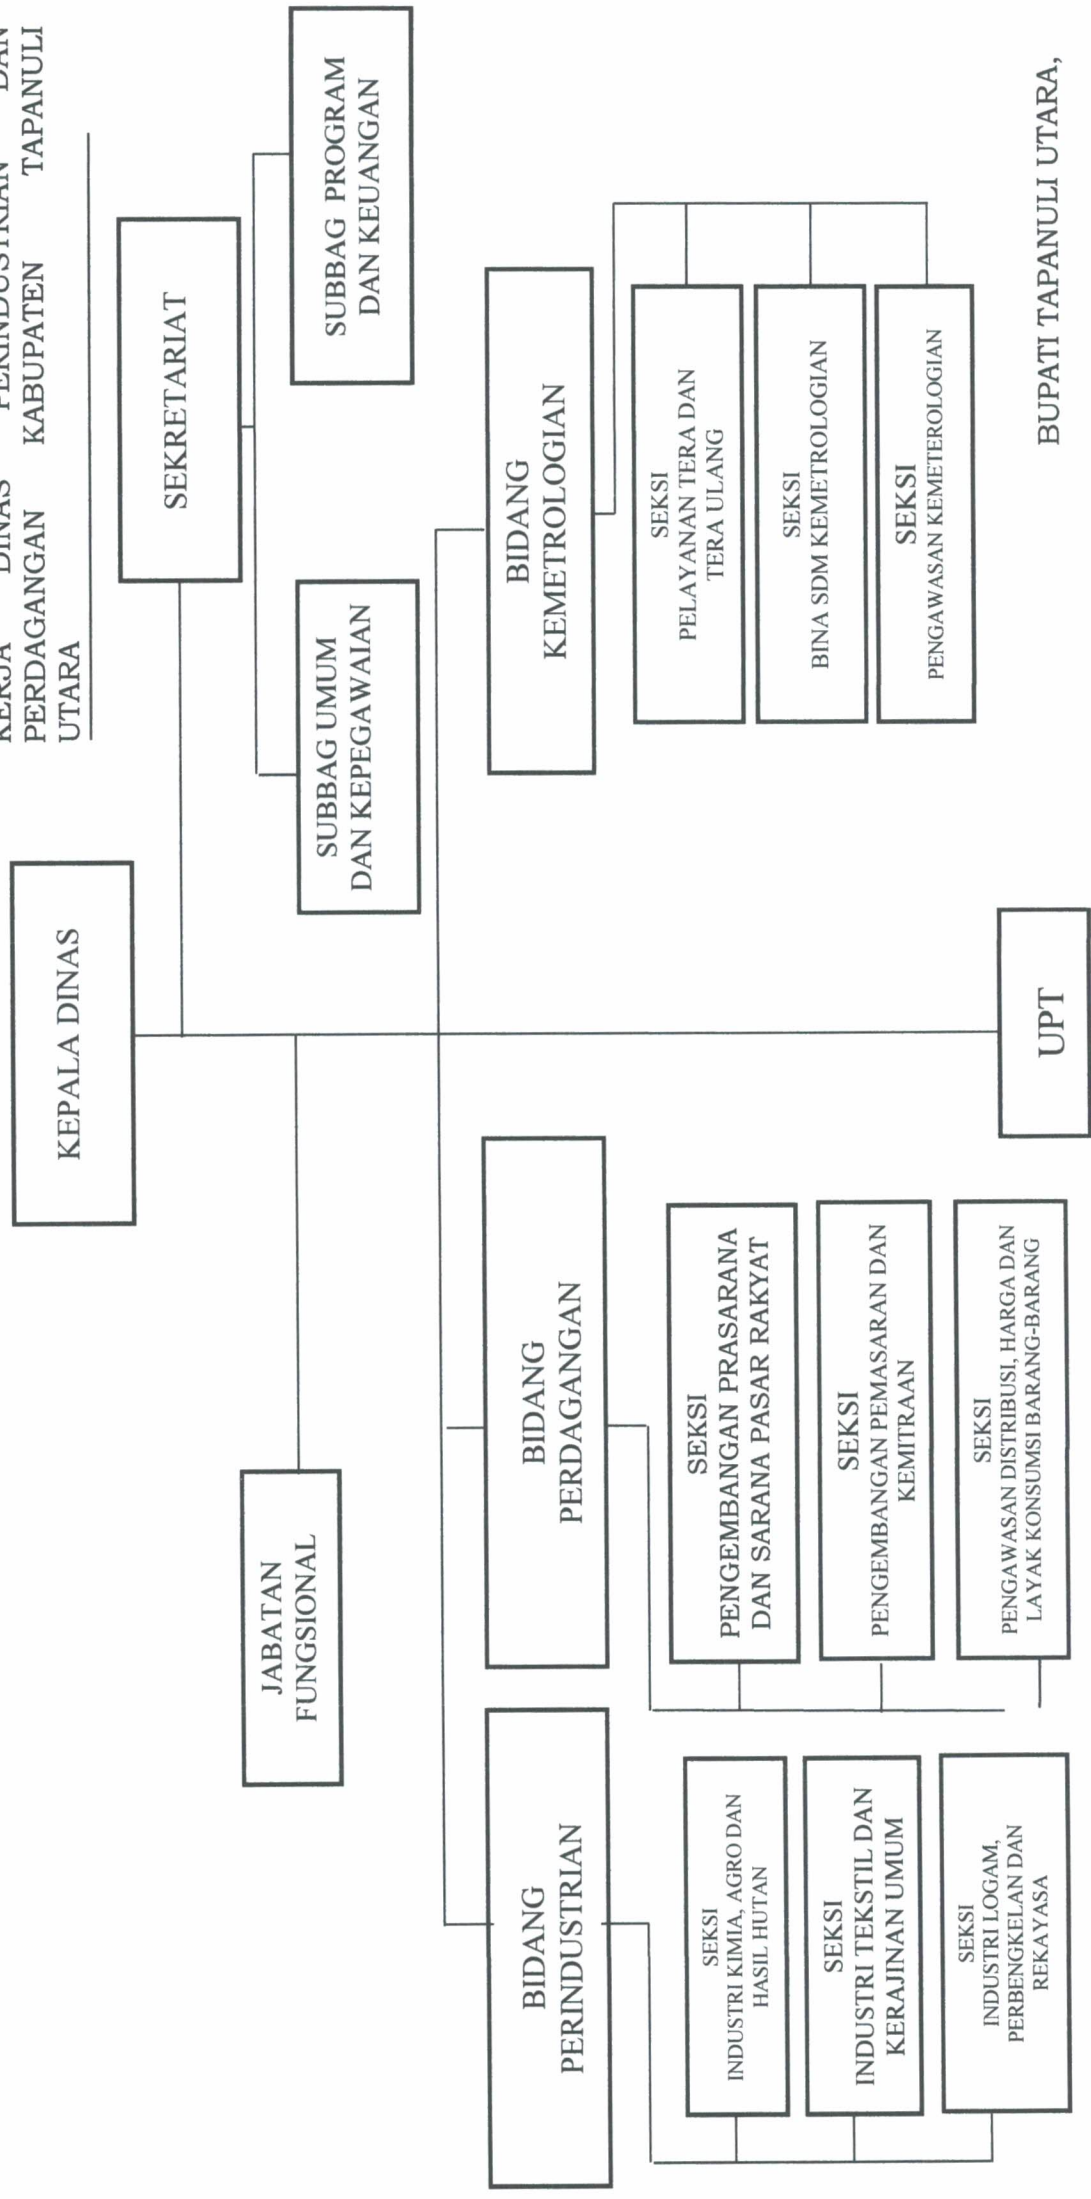 KERJA DINAS PERINDUSTRIAN DAN
PERDAGANGAN KABUPATEN TAPANULI
UTARA
KEPALA DINAS
SEKRETARIAT
JABATAN
FUNGSIONAL
SUBBAG UMUM
DAN KEPEGAWAIAN
SUBBAG PROGRAM
DAN KEUANGAN
BIDANG
PERINDUSTRIAN
BIDANG
PERDAGANGAN
BIDANG
KEMETROLOGIAN
SEKSI
INDUSTRI KIMIA, AGRO DAN
HASIL HUTAN
SEKSI
INDUSTRI TEKSTIL DAN
KERAJINAN UMUM
SEKSI
INDUSTRI LOGAM,
PERBENGKELAN DAN
REKAYASA
SEKSI
PENGEMBANGAN PRASARANA
DAN SARANA PASAR RAKYAT
SEKSI
PENGEMBANGAN PEMASARAN DAN
KEMITRAAN
SEKSI
PENGAWASAN DISTRIBUSI, HARGA DAN
LAYAK KONSUMSI BARANG-BARANG
SEKSI
PELAYANAN TERA DAN
TERA ULANG
SEKSI
BINA SDM KEMETROLOGIAN
SEKSI
PENGAWASAN KEMETEROLOGIAN
UPT
BUPATI TAPANULI UTARA,